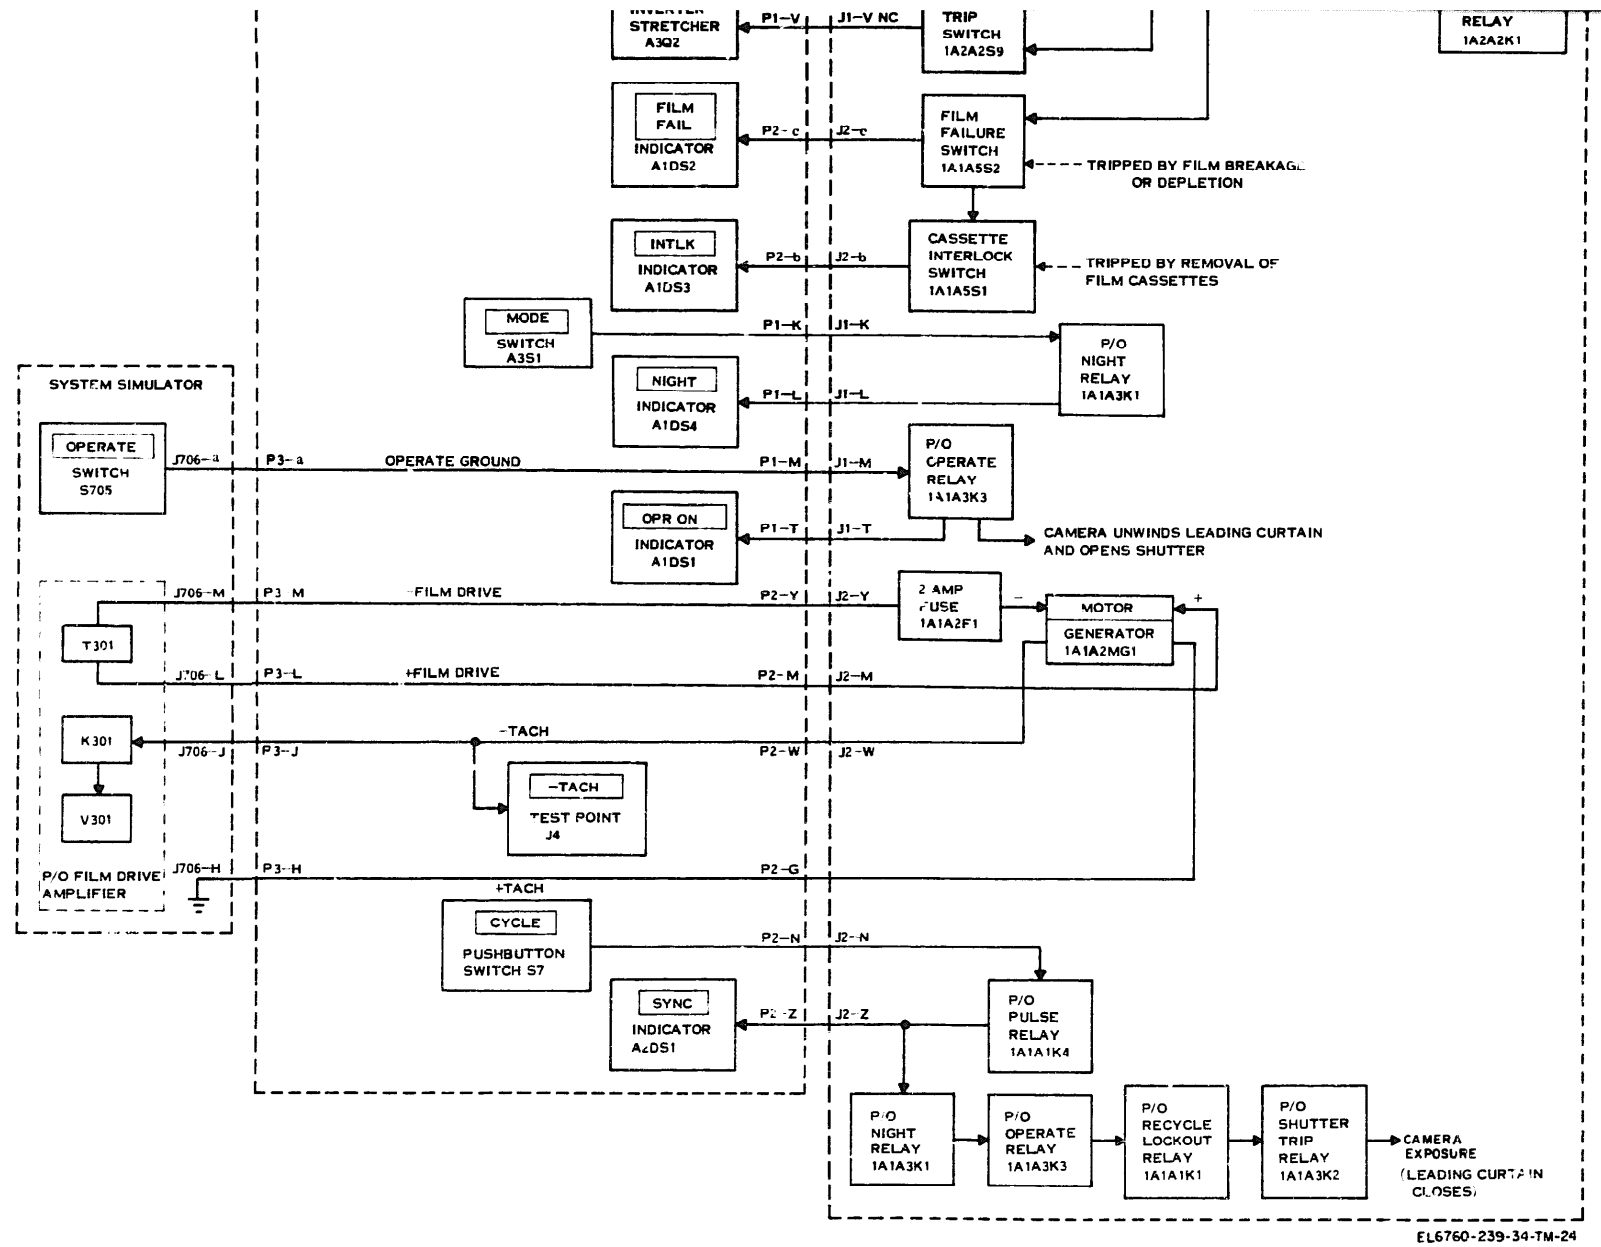 STRETCHER
A3Q2
P1-V
J1-V NC
TRIP
SWITCH
1A2A2S9
RELAY
1A2A2K1
FILM
FAIL
INDICATOR
A1DS2
P2-c
J2-c
FILM
FAILURE
SWITCH
1A1A5S2
TRIPPED BY FILM BREAKAGE
OR DEPLETION
INTLK
INDICATOR
A1DS3
P2-b
J2-b
CASSETTE
INTERLOCK
SWITCH
1A1A5S1
TRIPPED BY REMOVAL OF
FILM CASSETTES
MODE
SWITCH
A3S1
P1-K
J1-K
P/O
NIGHT
RELAY
1A1A3K1
NIGHT
INDICATOR
A1DS4
P1-L
J1-L
SYSTEM SIMULATOR
OPERATE
SWITCH
S705
J706-a
P3-a
OPERATE GROUND
P1-M
J1-M
P/O
OPERATE
RELAY
1A1A3K3
OPR ON
INDICATOR
A1DS1
P1-T
J1-T
CAMERA UNWINDS LEADING CURTAIN
AND OPENS SHUTTER
J706-M
P3-M
-FILM DRIVE
P2-Y
J2-Y
2 AMP
FUSE
1A1A2F1
-
MOTOR
+
GENERATOR
1A1A2MG1
T301
J706-L
P3-L
+FILM DRIVE
P2-M
J2-M
K301
J706-J
P3-J
-TACH
P2-W
J2-W
V301
-TACH
TEST POINT
J4
P/O FILM DRIVE
AMPLIFIER
J706-H
P3-H
+TACH
P2-G
CYCLE
PUSHBUTTON
SWITCH S7
P2-N
J2-N
SYNC
INDICATOR
A2DS1
P2-Z
J2-Z
P/O
PULSE
RELAY
1A1A1K4
P/O
NIGHT
RELAY
1A1A3K1
P/O
OPERATE
RELAY
1A1A3K3
P/O
RECYCLE
LOCKOUT
RELAY
1A1A1K1
P/O
SHUTTER
TRIP
RELAY
1A1A3K2
CAMERA
EXPOSURE
(LEADING CURTAIN
CLOSES)
EL6760-239-34-TM-24